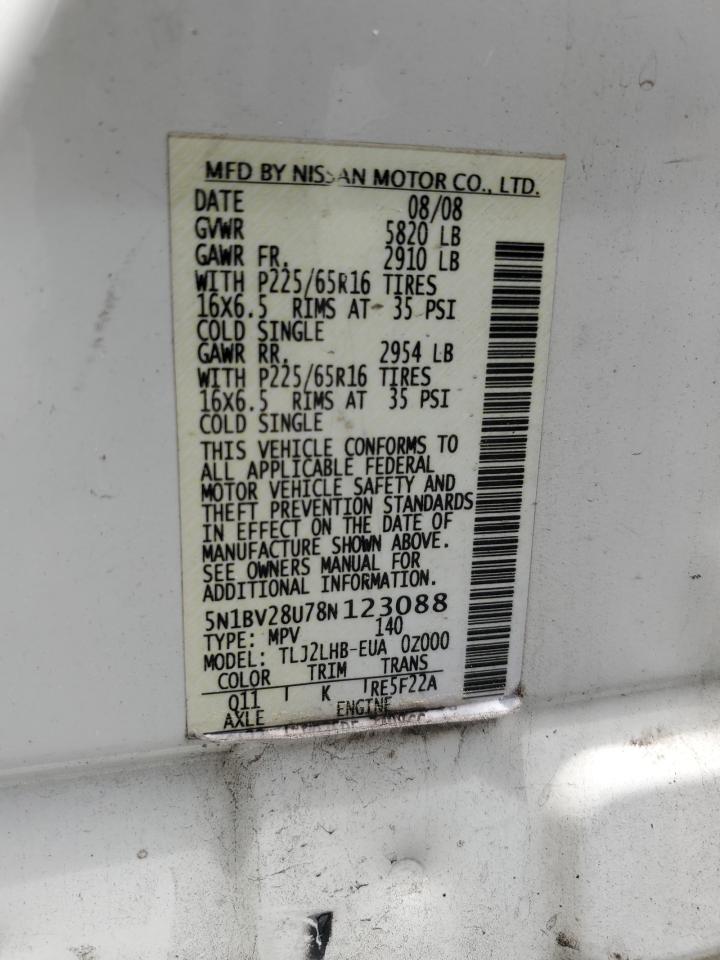 MFD BY NISSAN MOTOR CO., LTD.
DATE 08/08
GVWR 5820 LB
GAWR FR. 2910 LB
WITH P225/65R16 TIRES
16X6.5 RIMS AT 35 PSI
COLD SINGLE
GAWR RR. 2954 LB
WITH P225/65R16 TIRES
16X6.5 RIMS AT 35 PSI
COLD SINGLE
THIS VEHICLE CONFORMS TO
ALL APPLICABLE FEDERAL
MOTOR VEHICLE SAFETY AND
THEFT PREVENTION STANDARDS
IN EFFECT ON THE DATE OF
MANUFACTURE SHOWN ABOVE.
SEE OWNERS MANUAL FOR
ADDITIONAL INFORMATION.
5N1BV28U78N123088
TYPE: MPV 140
MODEL: TLJ2LHB-EUA 0Z000
COLOR TRIM TRANS
Q11 K RE5F22A
AXLE ENGINE